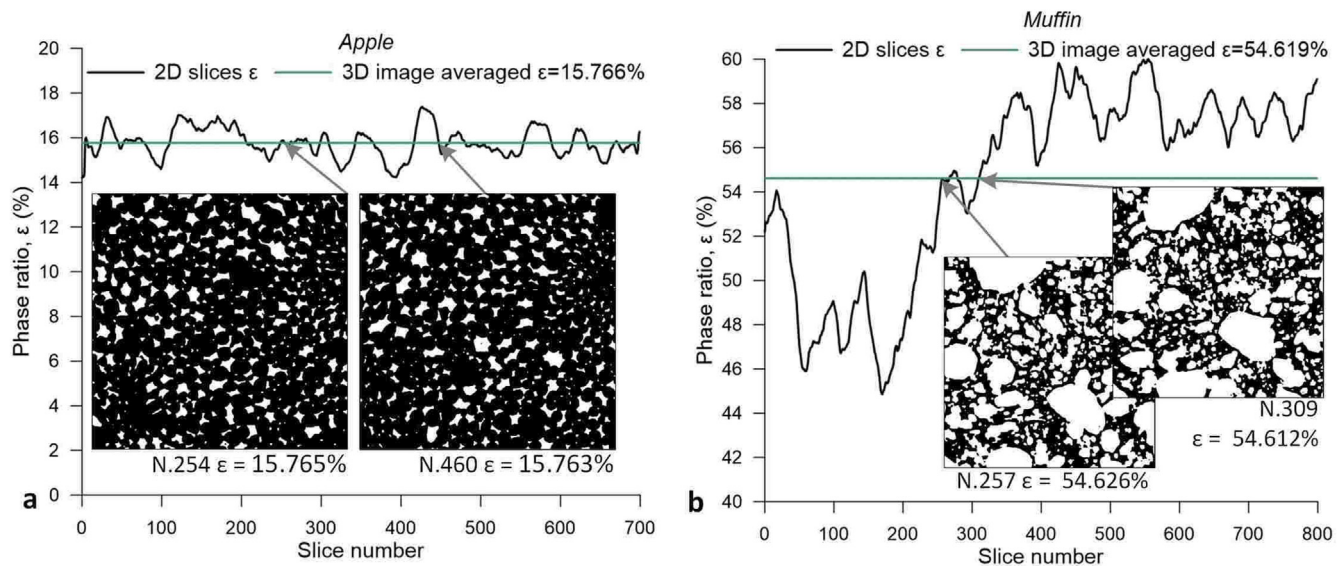 Apple
2D slices ε 3D image averaged ε=15.766%
Phase ratio, ε (%)
20
18
16
14
12
10
8
6
4
2
0
N.254 ε = 15.765% N.460 ε = 15.763%
a
0 100 200 300 400 500 600 700
Slice number
Muffin
2D slices ε 3D image averaged ε=54.619%
Phase ratio, ε (%)
60
58
56
54
52
50
48
46
44
42
40
N.309
ε = 54.612%
N.257 ε = 54.626%
b
0 100 200 300 400 500 600 700 800
Slice number